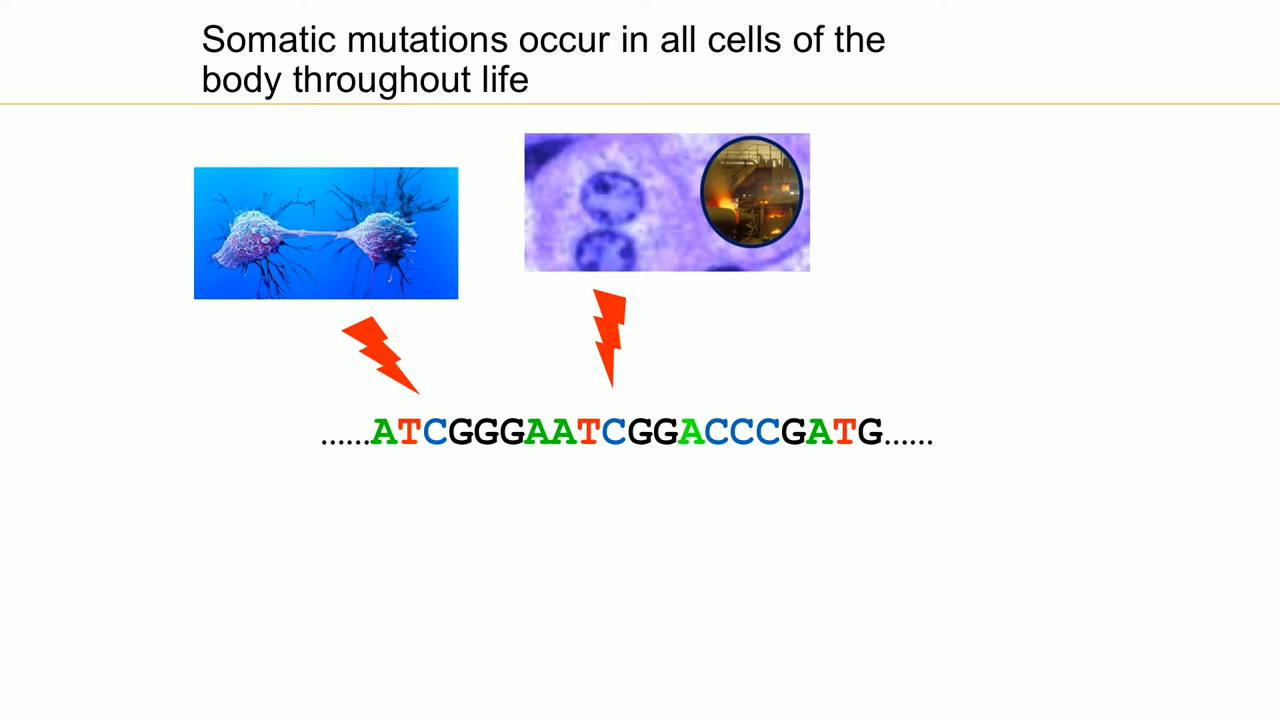 Somatic mutations occur in all cells of the
body throughout life
......ATCGGGAATCGGACCCGATG......